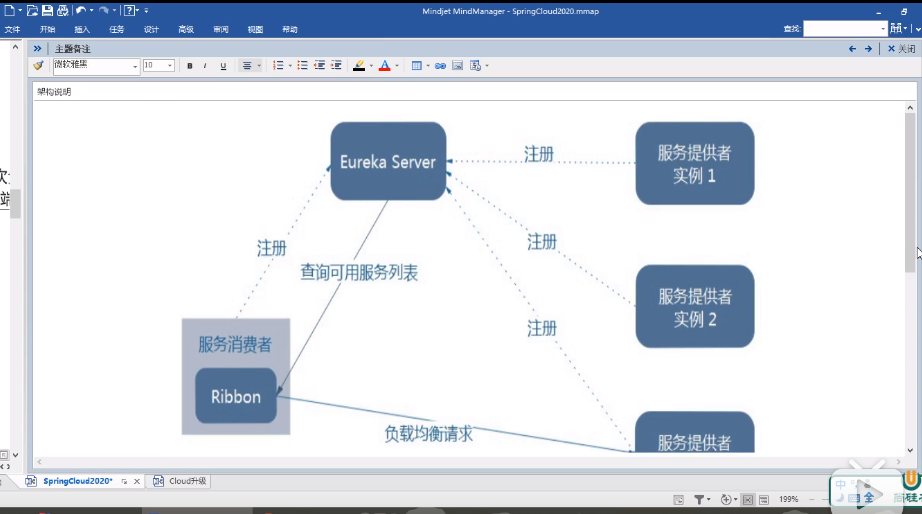 Mindjet MindManager - SpringCloud2020.mmap
文件 开始 插入 任务 设计 高级 审阅 视图 帮助
查找:
主题备注
关闭
微软雅黑 10 B I U
架构说明
Eureka Server
注册
服务提供者
实例 1
注册
注册
查询可用服务列表
服务提供者
实例 2
注册
服务消费者
Ribbon
负载均衡请求
服务提供者
SpringCloud2020*
Cloud升级
199%
中
全